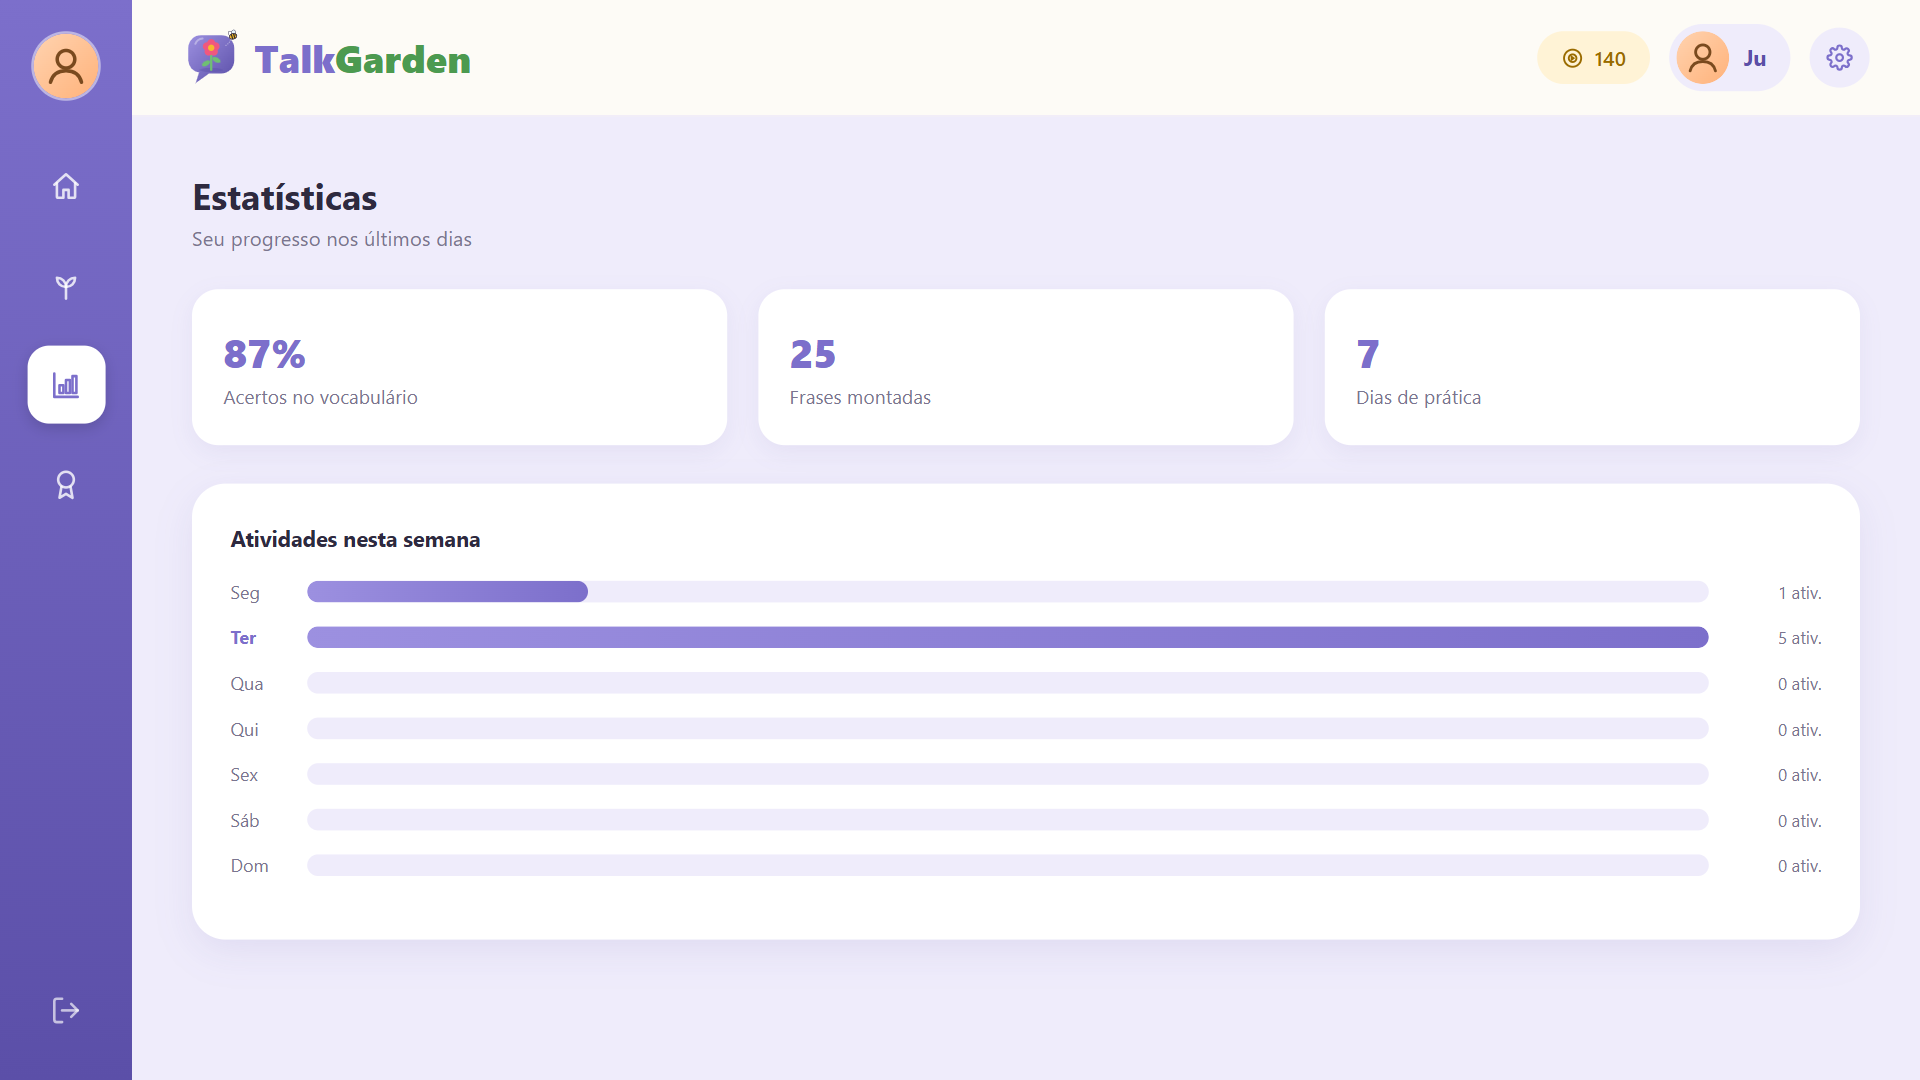 TalkGarden
140
Ju
Estatísticas
Seu progresso nos últimos dias
87%
Acertos no vocabulário
25
Frases montadas
7
Dias de prática
Atividades nesta semana
Seg 1 ativ.
Ter 5 ativ.
Qua 0 ativ.
Qui 0 ativ.
Sex 0 ativ.
Sáb 0 ativ.
Dom 0 ativ.